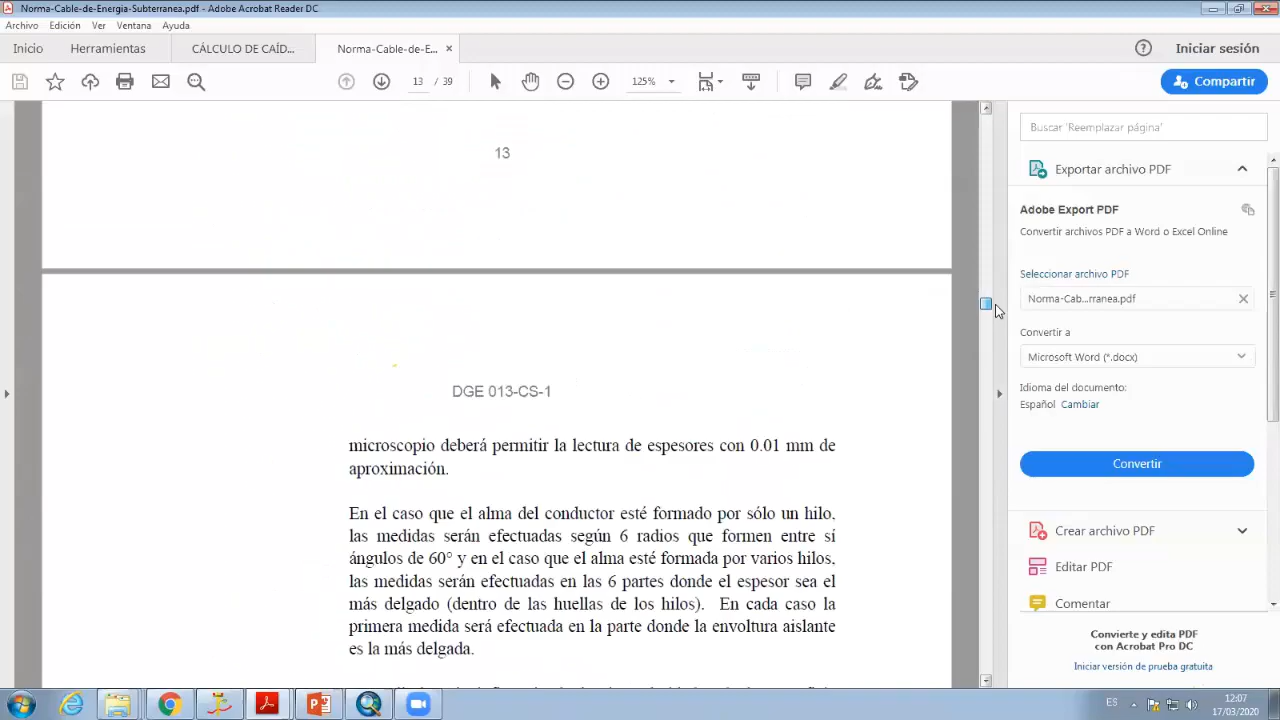 Norma-Cable-de-Energia-Subterranea.pdf - Adobe Acrobat Reader DC
Archivo Edición Ver Ventana Ayuda
Inicio Herramientas CÁLCULO DE CAÍD... Norma-Cable-de-E... × Iniciar sesión
13 / 39 125% Compartir
13
DGE 013-CS-1
microscopio deberá permitir la lectura de espesores con 0.01 mm de
aproximación.
En el caso que el alma del conductor esté formado por sólo un hilo,
las medidas serán efectuadas según 6 radios que formen entre sí
ángulos de 60° y en el caso que el alma esté formada por varios hilos,
las medidas serán efectuadas en las 6 partes donde el espesor sea el
más delgado (dentro de las huellas de los hilos). En cada caso la
primera medida será efectuada en la parte donde la envoltura aislante
es la más delgada.
Buscar 'Reemplazar página'
Exportar archivo PDF
Adobe Export PDF
Convertir archivos PDF a Word o Excel Online
Seleccionar archivo PDF
Norma-Cab...rranea.pdf
Convertir a
Microsoft Word (*.docx)
Idioma del documento:
Español Cambiar
Convertir
Crear archivo PDF
Editar PDF
Comentar
Convierte y edita PDF
con Acrobat Pro DC
Iniciar versión de prueba gratuita
ES 12:07
17/03/2020